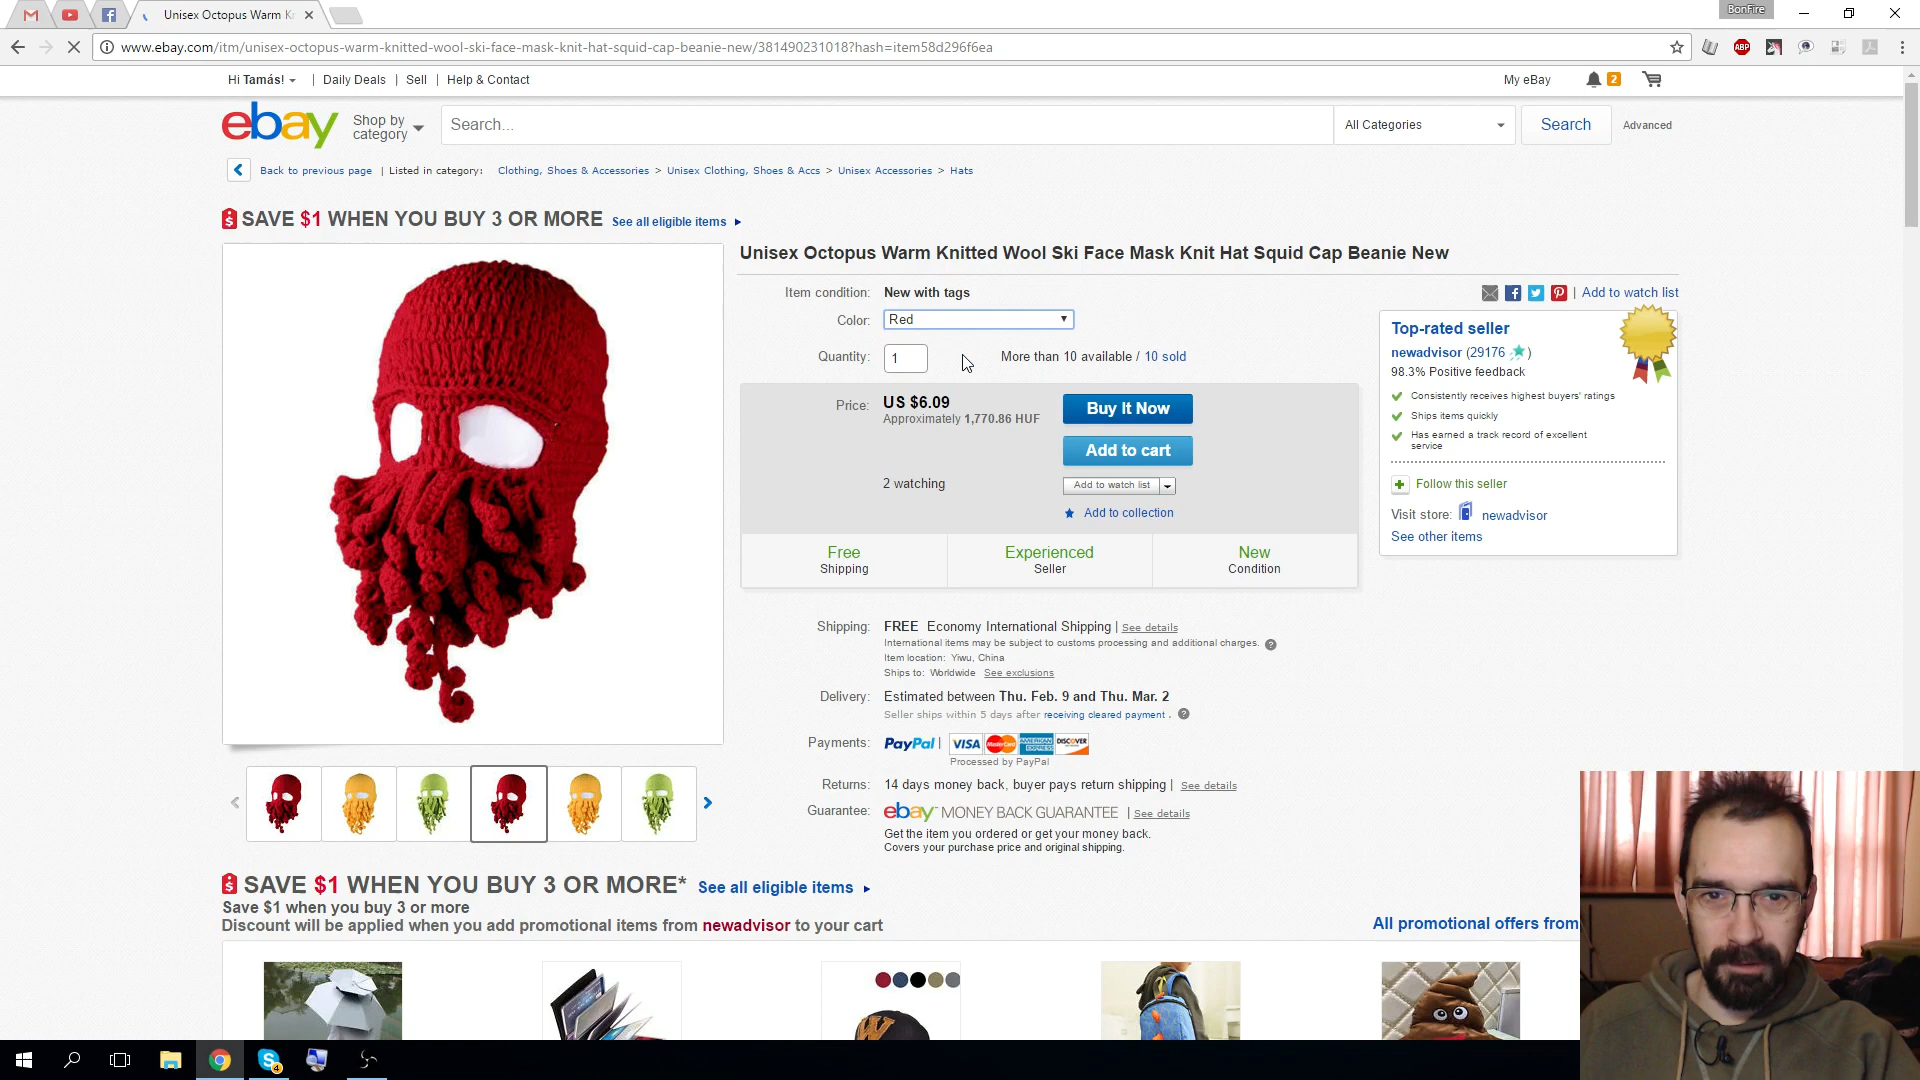 Unisex Octopus Warm K
BonFire
www.ebay.com/itm/unisex-octopus-warm-knitted-wool-ski-face-mask-knit-hat-squid-cap-beanie-new/381490231018?hash=item58d296f6ea
ABP
Hi Tamás! | Daily Deals | Sell | Help & Contact
My eBay 2
ebay Shop by category
Search...
All Categories
Search
Advanced
Back to previous page | Listed in category: Clothing, Shoes & Accessories > Unisex Clothing, Shoes & Accs > Unisex Accessories > Hats
$ SAVE $1 WHEN YOU BUY 3 OR MORE See all eligible items
Unisex Octopus Warm Knitted Wool Ski Face Mask Knit Hat Squid Cap Beanie New
Item condition: New with tags
| Add to watch list
Color: Red
Quantity: 1 More than 10 available / 10 sold
Price: US $6.09
Approximately 1,770.86 HUF
Buy It Now
Add to cart
2 watching
Add to watch list
Add to collection
Free
Shipping
Experienced
Seller
New
Condition
Top-rated seller
newadvisor (29176 )
98.3% Positive feedback
Consistently receives highest buyers' ratings
Ships items quickly
Has earned a track record of excellent
service
Follow this seller
Visit store: newadvisor
See other items
Shipping: FREE Economy International Shipping | See details
International items may be subject to customs processing and additional charges. ?
Item location: Yiwu, China
Ships to: Worldwide See exclusions
Delivery: Estimated between Thu. Feb. 9 and Thu. Mar. 2
Seller ships within 5 days after receiving cleared payment . ?
Payments: PayPal | VISA MasterCard AMERICAN EXPRESS DISCOVER
Processed by PayPal
Returns: 14 days money back, buyer pays return shipping | See details
Guarantee: ebay MONEY BACK GUARANTEE | See details
Get the item you ordered or get your money back.
Covers your purchase price and original shipping.
$ SAVE $1 WHEN YOU BUY 3 OR MORE* See all eligible items
Save $1 when you buy 3 or more
Discount will be applied when you add promotional items from newadvisor to your cart
All promotional offers from
W
4